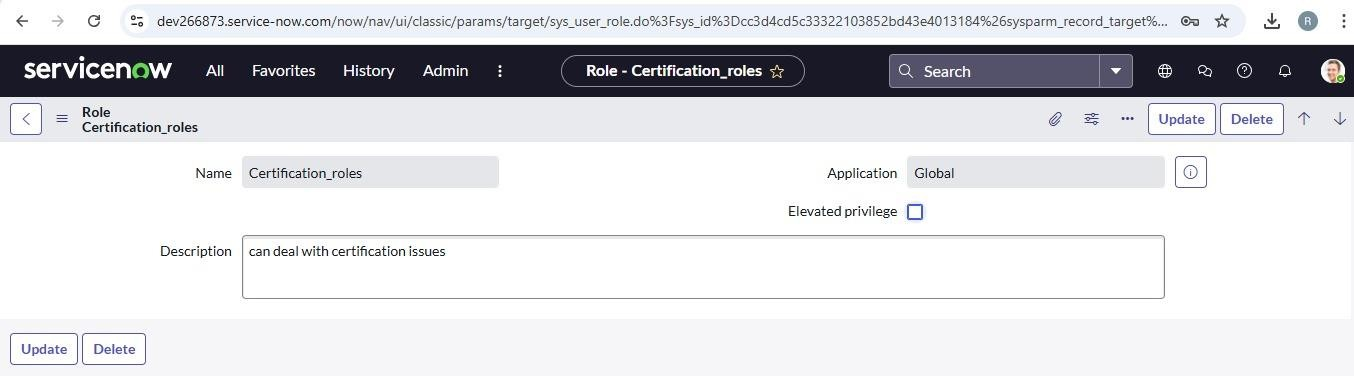 dev266873.service-now.com/now/nav/ui/classic/params/target/sys_user_role.do%3Fsys_id%3Dcc3d4cd5c33322103852bd43e4013184%26sysparm_record_target%...
R
servicenow All Favorites History Admin Role - Certification_roles Search
Role
Certification_roles
Update Delete
Name Certification_roles Application Global
Elevated privilege
Description can deal with certification issues
Update Delete